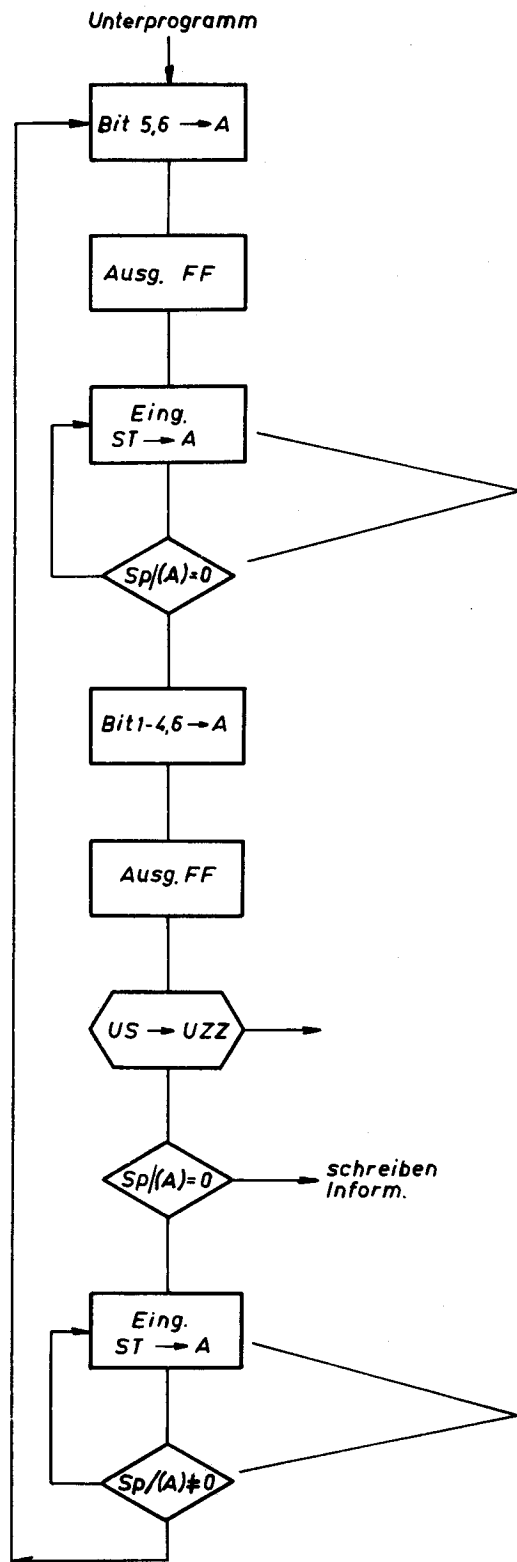 Unterprogramm
Bit 5,6 → A
Ausg. FF
Eing.
ST → A
Sp/(A)=0
Bit 1-4,6 → A
Ausg. FF
US → UZZ
Sp/(A)=0
schreiben
Inform.
Eing.
ST → A
Sp/(A)≠0